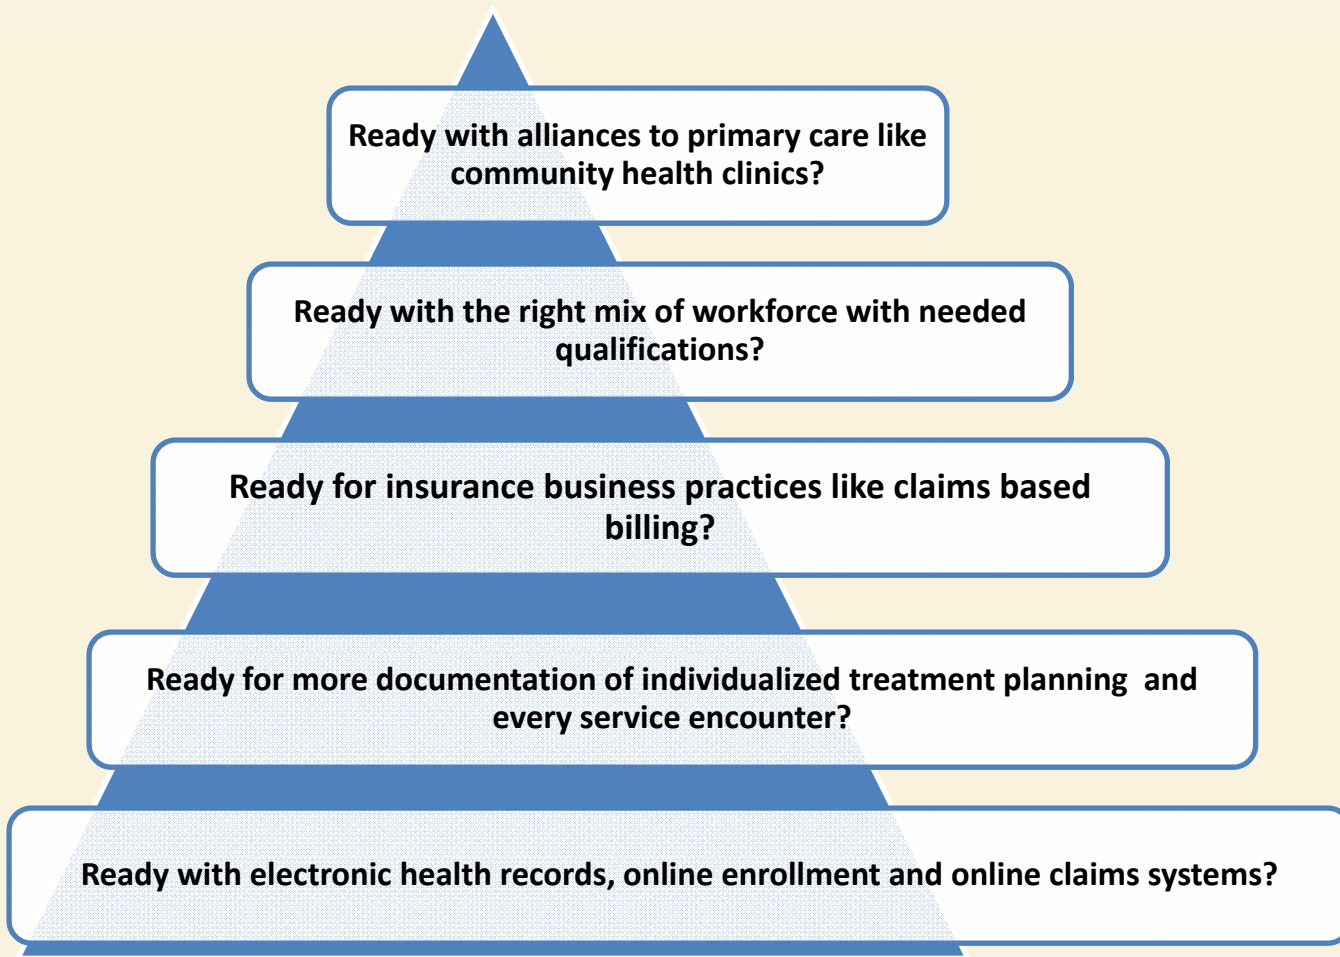 Ready with alliances to primary care like
community health clinics?
Ready with the right mix of workforce with needed
qualifications?
Ready for insurance business practices like claims based
billing?
Ready for more documentation of individualized treatment planning  and
every service encounter?
Ready with electronic health records, online enrollment and online claims systems?